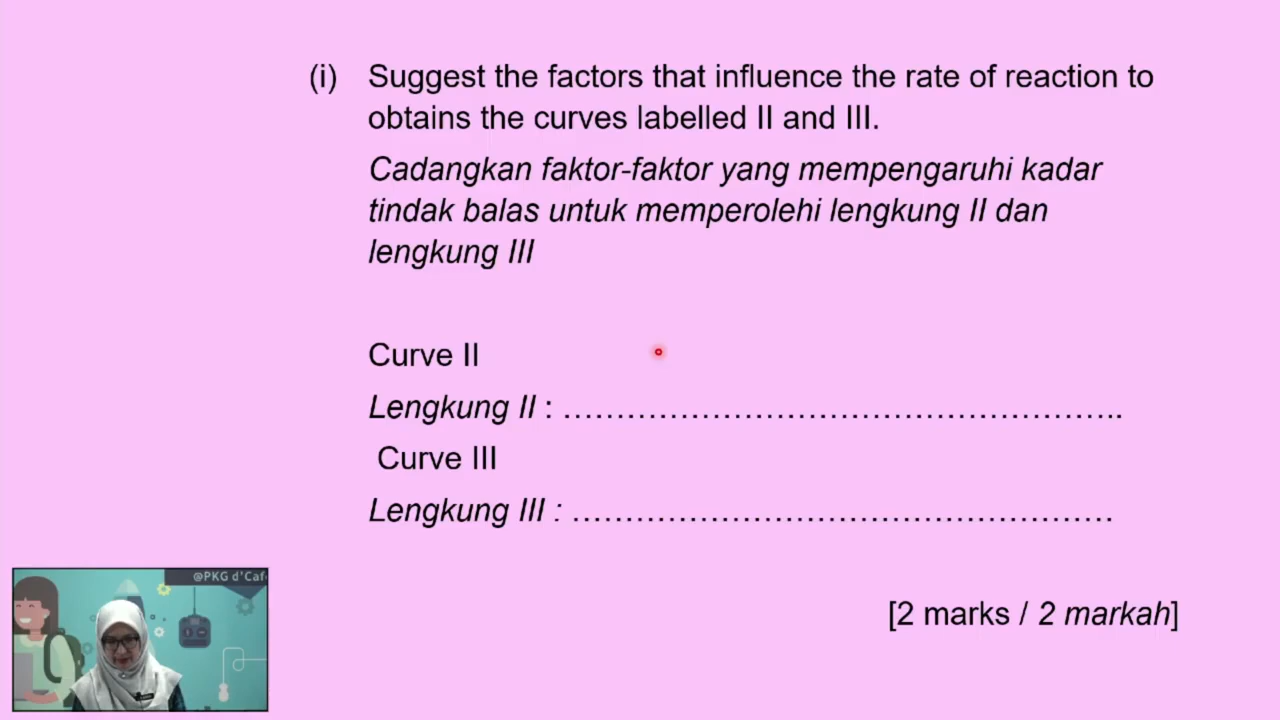 (i) Suggest the factors that influence the rate of reaction to
obtains the curves labelled II and III.
Cadangkan faktor-faktor yang mempengaruhi kadar
tindak balas untuk memperolehi lengkung II dan
lengkung III
Curve II
Lengkung II : …………………………………………………..
Curve III
Lengkung III : …………………………………………………
[2 marks / 2 markah]
@PKG d'Caf